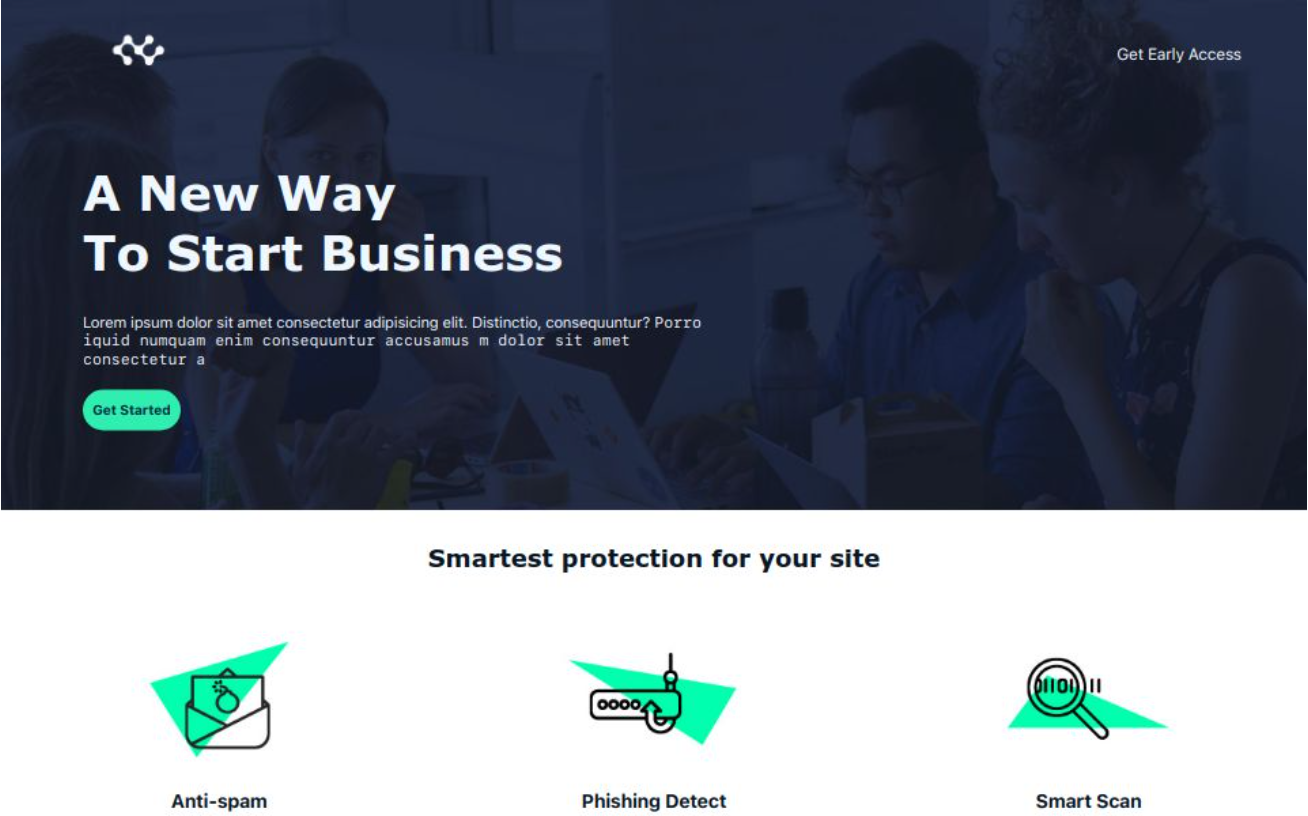 Get Early Access
A New Way
To Start Business
Lorem ipsum dolor sit amet consectetur adipisicing elit. Distinctio, consequuntur? Porro
iquid numquam enim consequuntur accusamus m dolor sit amet
consectetur a
Get Started
Smartest protection for your site
01101 11
Anti-spam
Phishing Detect
Smart Scan